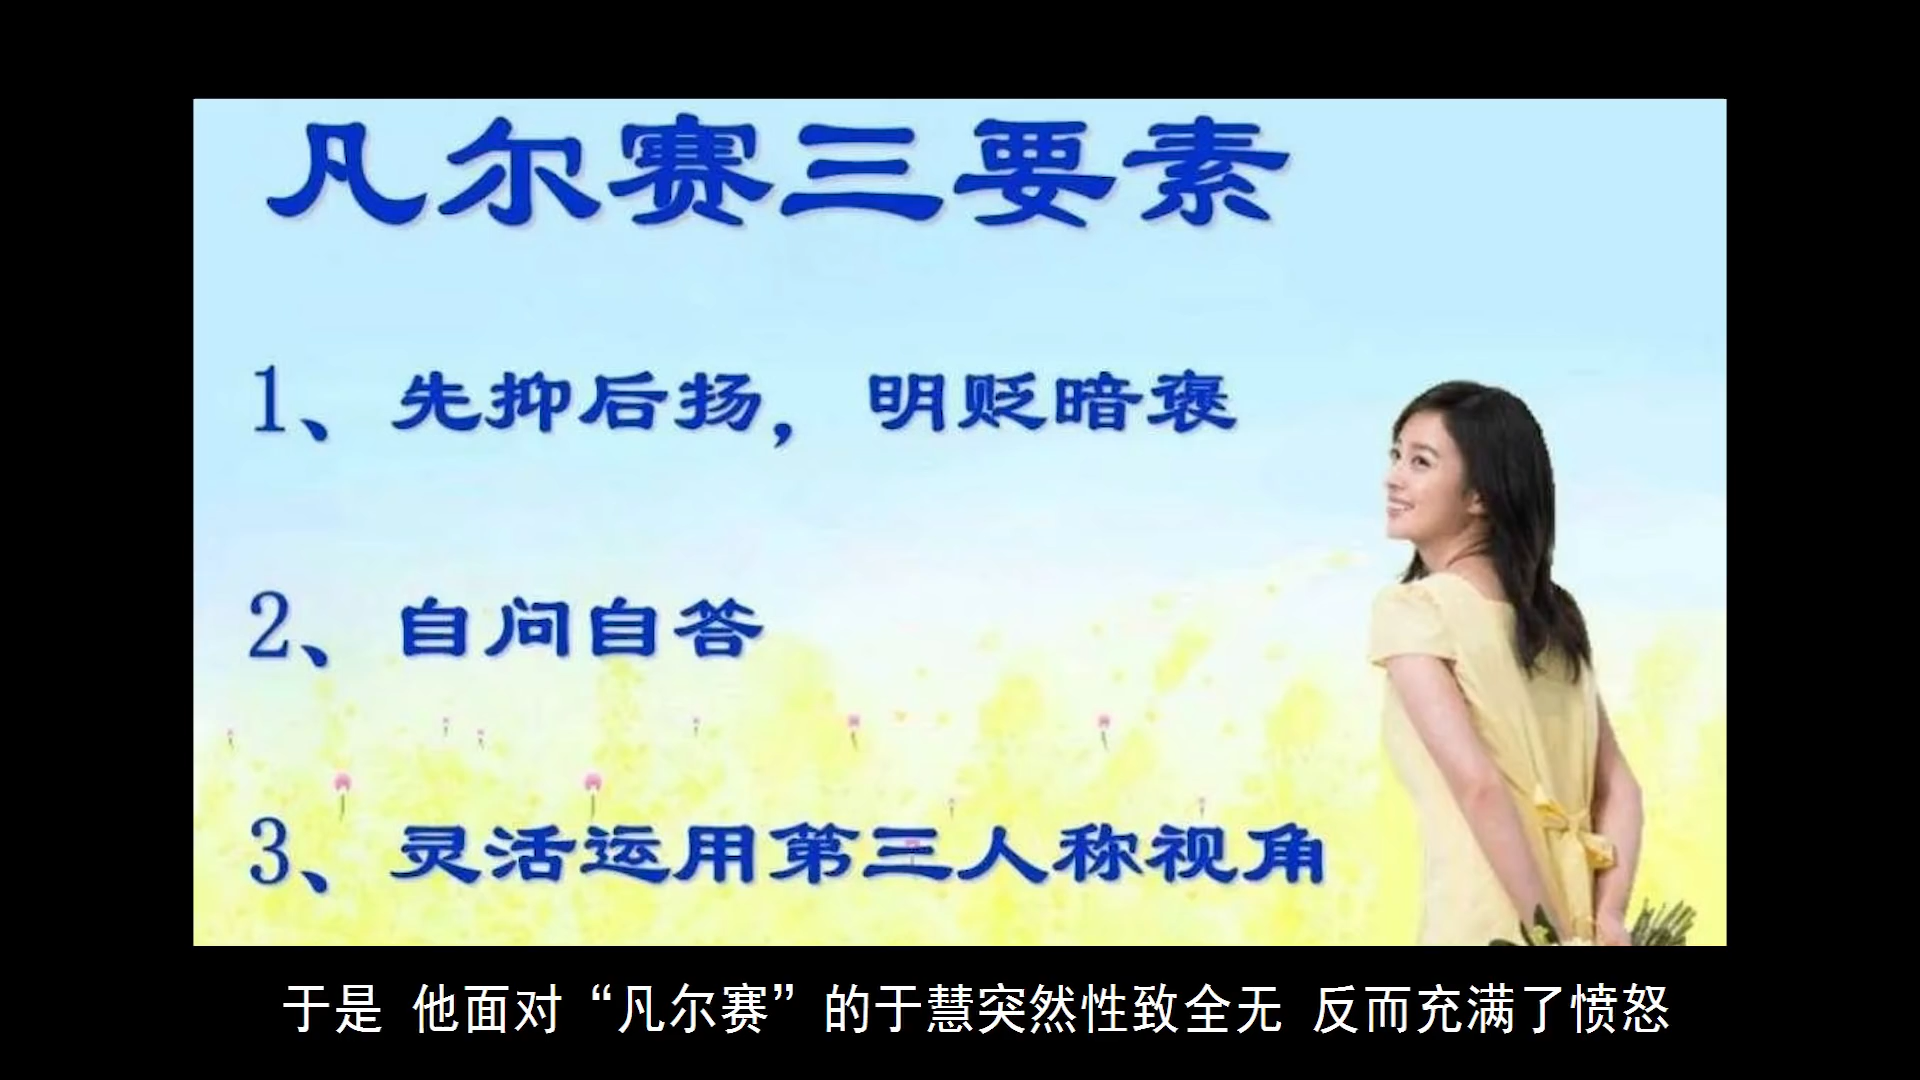 凡尔赛三要素
1、先抑后扬，明贬暗褒
2、自问自答
3、灵活运用第三人称视角
于是 他面对“凡尔赛”的于慧突然性致全无 反而充满了愤怒